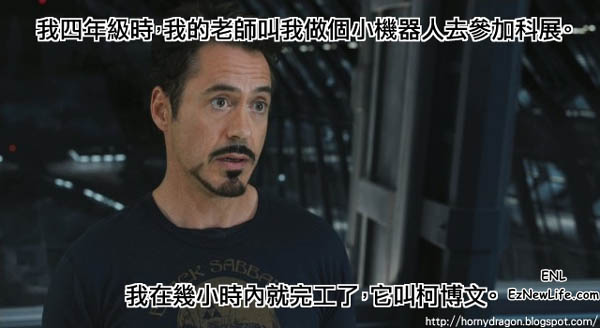 我四年級時,我的老師叫我做個小機器人去參加科展。
BLACK SABBATH
我在幾小時內就完工了,它叫柯博文。
ENL
EzNewLife.com
http://hornydragon.blogspot.com/